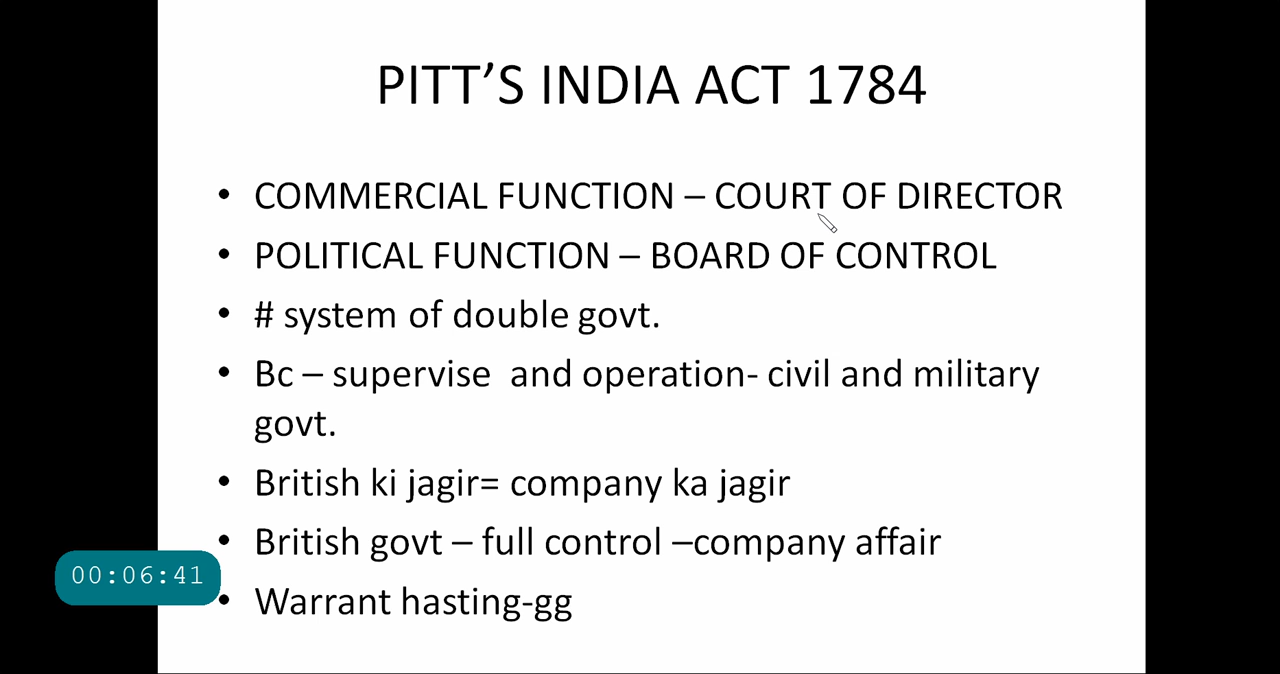 PITT’S INDIA ACT 1784
• COMMERCIAL FUNCTION – COURT OF DIRECTOR
• POLITICAL FUNCTION – BOARD OF CONTROL
• # system of double govt.
• Bc – supervise  and operation- civil and military
govt.
• British ki jagir= company ka jagir
• British govt – full control –company affair
00:06:41
• Warrant hasting-gg